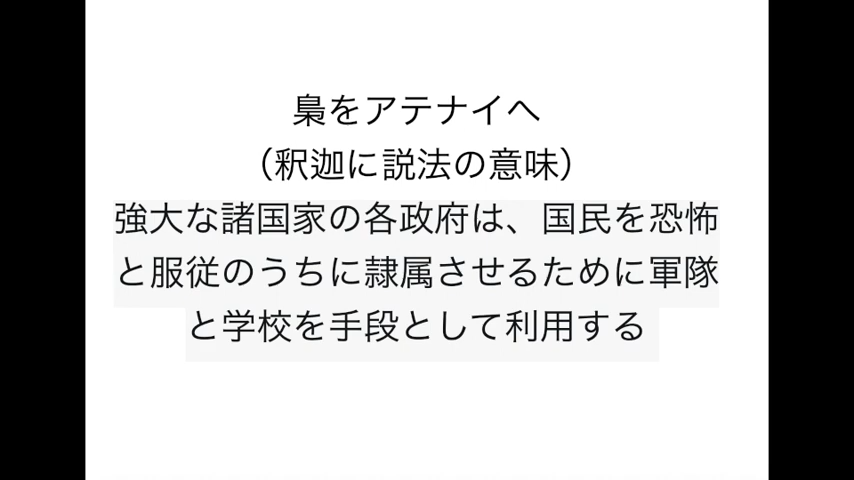 梟をアテナイへ
（釈迦に説法の意味）
強大な諸国家の各政府は、国民を恐怖
と服従のうちに隷属させるために軍隊
と学校を手段として利用する